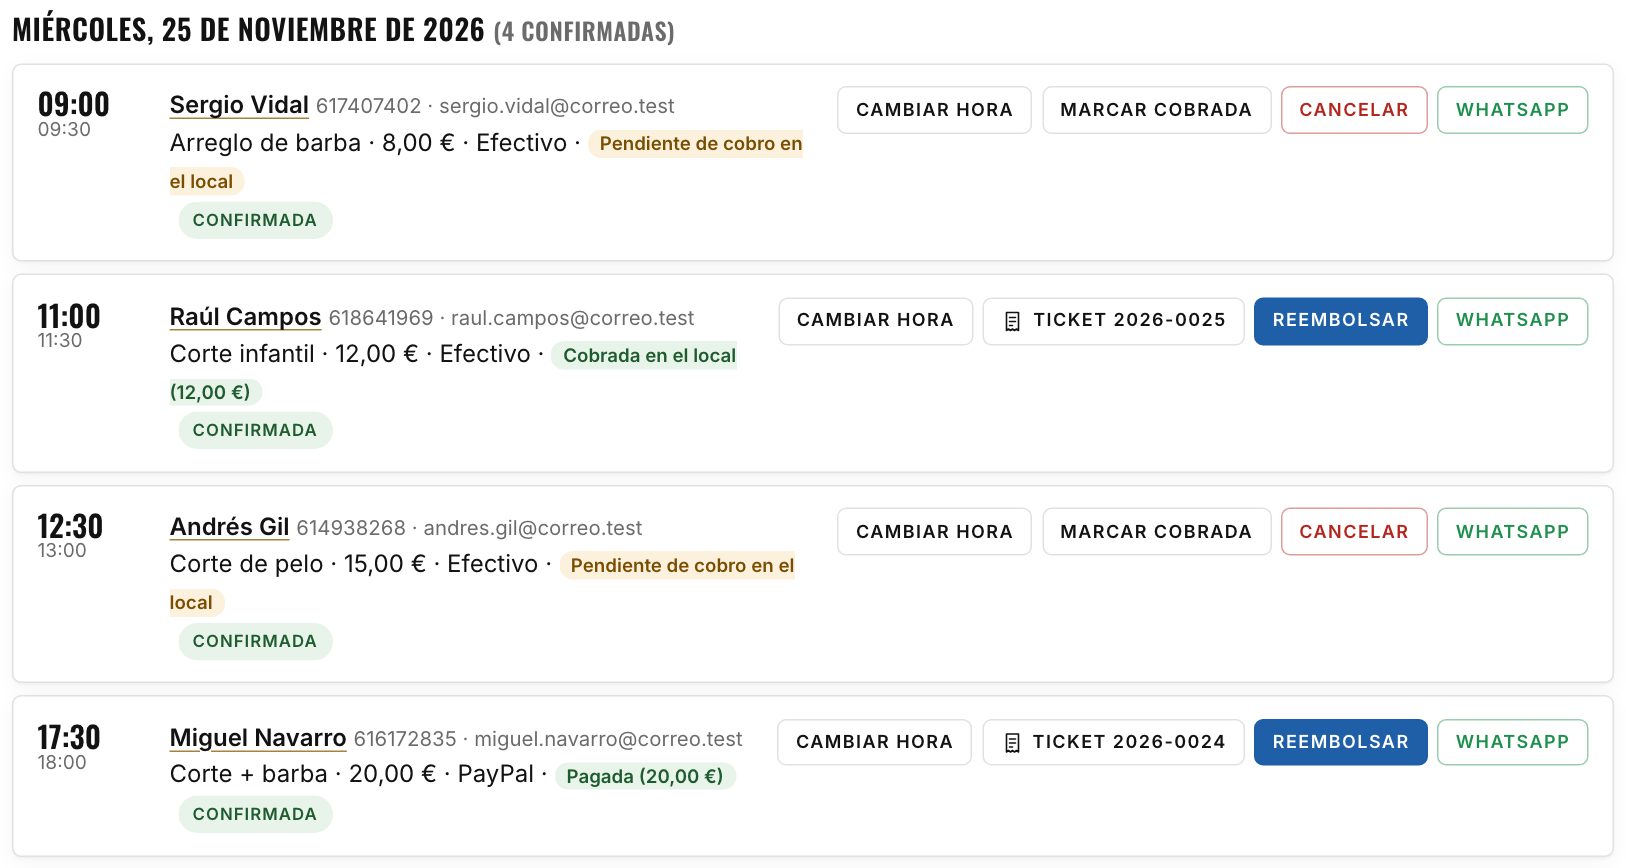 MIÉRCOLES, 25 DE NOVIEMBRE DE 2026 (4 CONFIRMADAS)
09:00
09:30
Sergio Vidal 617407402 · sergio.vidal@correo.test
Arreglo de barba · 8,00 € · Efectivo · Pendiente de cobro en
el local
CONFIRMADA
CAMBIAR HORA
MARCAR COBRADA
CANCELAR
WHATSAPP
11:00
11:30
Raúl Campos 618641969 · raul.campos@correo.test
Corte infantil · 12,00 € · Efectivo · Cobrada en el local
(12,00 €)
CONFIRMADA
CAMBIAR HORA
TICKET 2026-0025
REEMBOLSAR
WHATSAPP
12:30
13:00
Andrés Gil 614938268 · andres.gil@correo.test
Corte de pelo · 15,00 € · Efectivo · Pendiente de cobro en el
local
CONFIRMADA
CAMBIAR HORA
MARCAR COBRADA
CANCELAR
WHATSAPP
17:30
18:00
Miguel Navarro 616172835 · miguel.navarro@correo.test
Corte + barba · 20,00 € · PayPal · Pagada (20,00 €)
CONFIRMADA
CAMBIAR HORA
TICKET 2026-0024
REEMBOLSAR
WHATSAPP